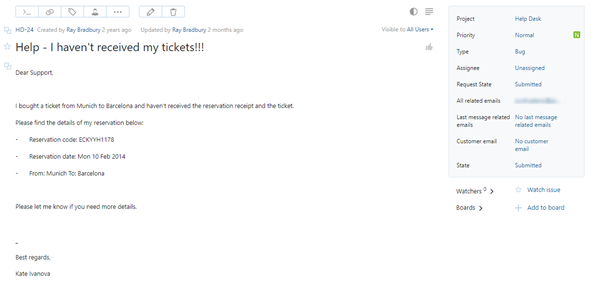 HD-24 Created by Ray Bradbury 2 years ago Updated by Ray Bradbury 2 months ago Visible to All Users
Help - I haven't received my tickets!!!
Dear Support,
I bought a ticket from Munich to Barcelona and haven't received the reservation receipt and the ticket.
Please find the details of my reservation below:
- Reservation code: ECKYYH1178
- Reservation date: Mon 10 Feb 2014
- From: Munich To: Barcelona
Please let me know if you need more details.
--
Best regards,
Kate Ivanova
Project Help Desk
Priority Normal N
Type Bug
Assignee Unassigned
Request State Submitted
All related emails
Last message related emails No last message related emails
Customer email No customer email
State Submitted
Watchers 0 Watch issue
Boards Add to board